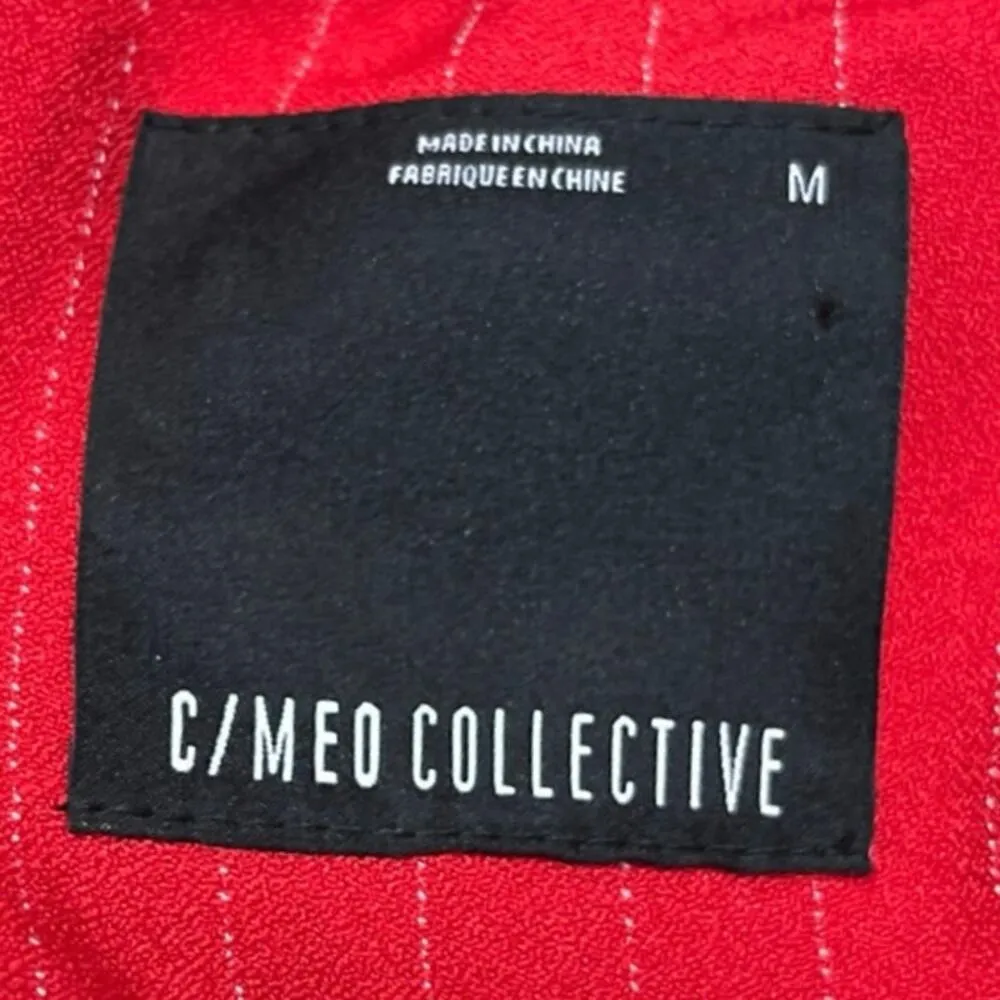 MADE IN CHINA
FABRIQUE EN CHINE
M
C/MEO COLLECTIVE